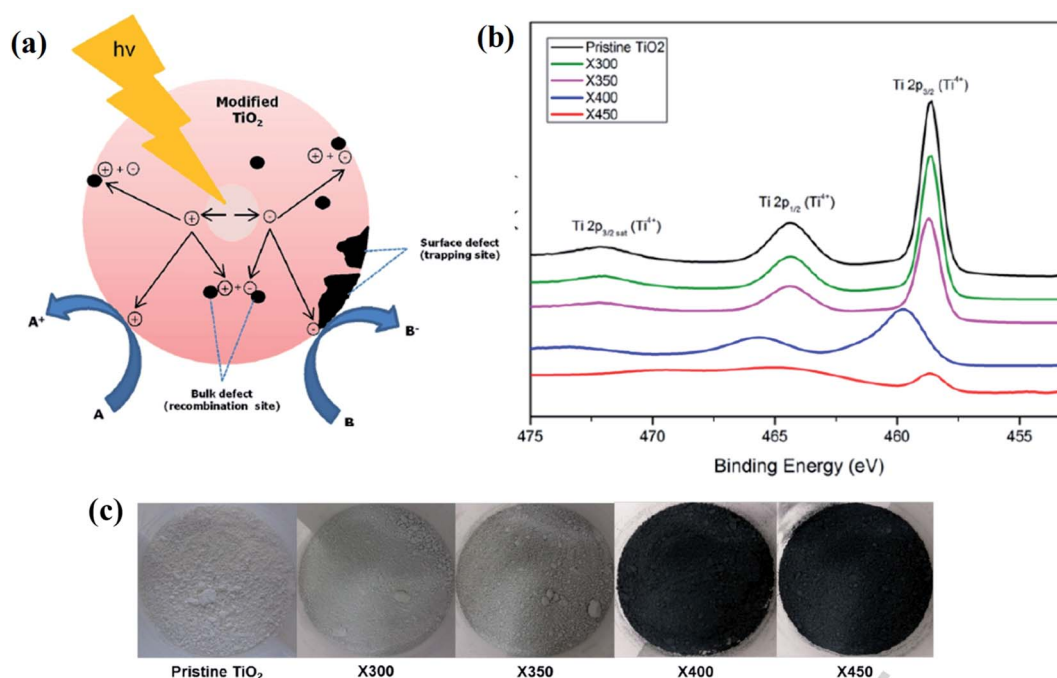 (a)
hν
Modified
TiO₂
+ + -
+ + -
+
-
Surface defect
(trapping site)
+ + -
+
-
A⁺
B⁻
Bulk defect
(recombination site)
A
B
(b)
Pristine TiO2
X300
X350
X400
X450
Ti 2p₃/₂ (Ti⁴⁺)
Ti 2p₁/₂ (Ti⁴⁺)
Ti 2p₃/₂ sat (Ti⁴⁺)
475 470 465 460 455
Binding Energy (eV)
(c)
Pristine TiO₂ X300 X350 X400 X450